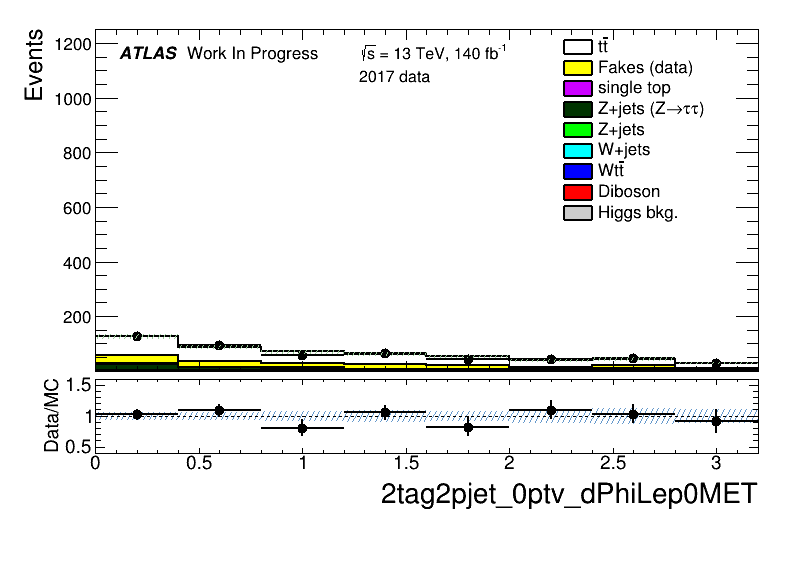 Events
1200
1000
800
600
400
200
ATLAS Work In Progress
√s = 13 TeV, 140 fb⁻¹
2017 data
tt̄
Fakes (data)
single top
Z+jets (Z→ττ)
Z+jets
W+jets
Wtt̄
Diboson
Higgs bkg.
Data/MC
1.5
1
0.5
0 0.5 1 1.5 2 2.5 3
2tag2pjet_0ptv_dPhiLep0MET